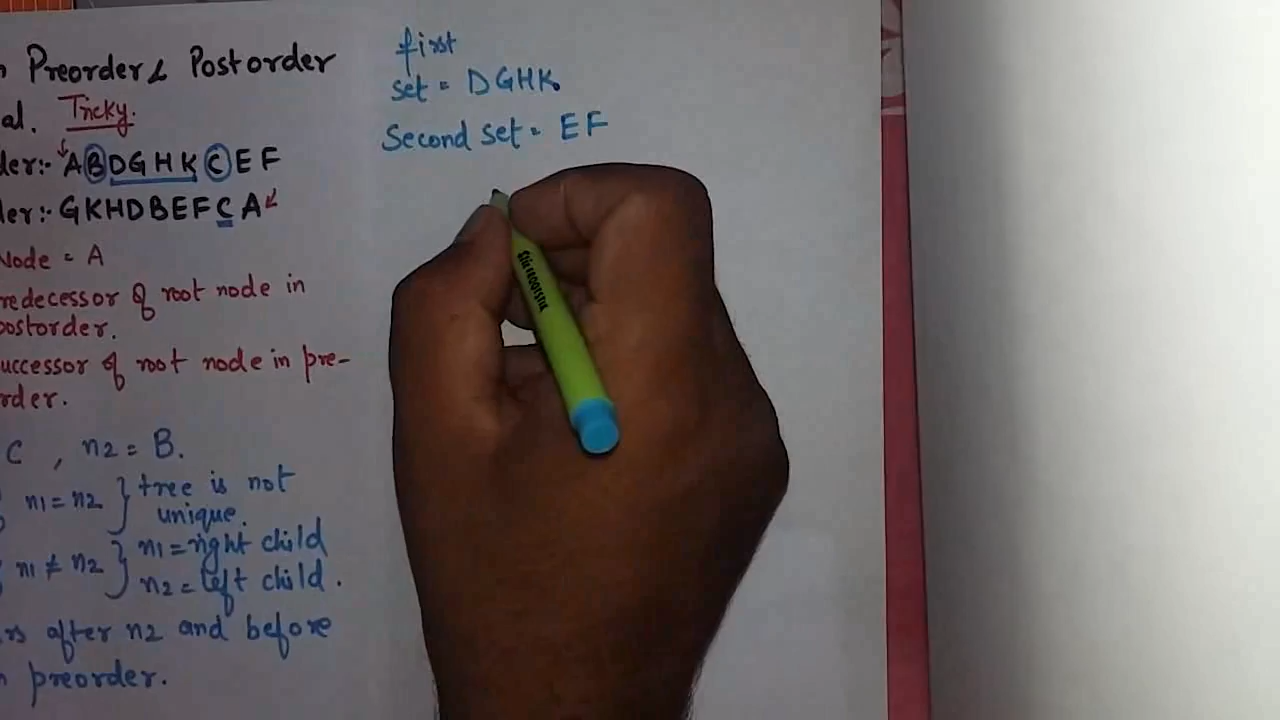 Preorder & Postorder
al. Tricky.
der:- A B D G H K C E F
der:- G K H D B E F C A
Node = A
redecessor of root node in
postorder.
uccessor of root node in pre-
rder.
C , n2 = B.
n1 = n2 } tree is not
unique.
n1 ≠ n2 } n1 = right child
n2 = left child.
rs after n2 and before
preorder.
first
set = DGHK
Second set = EF